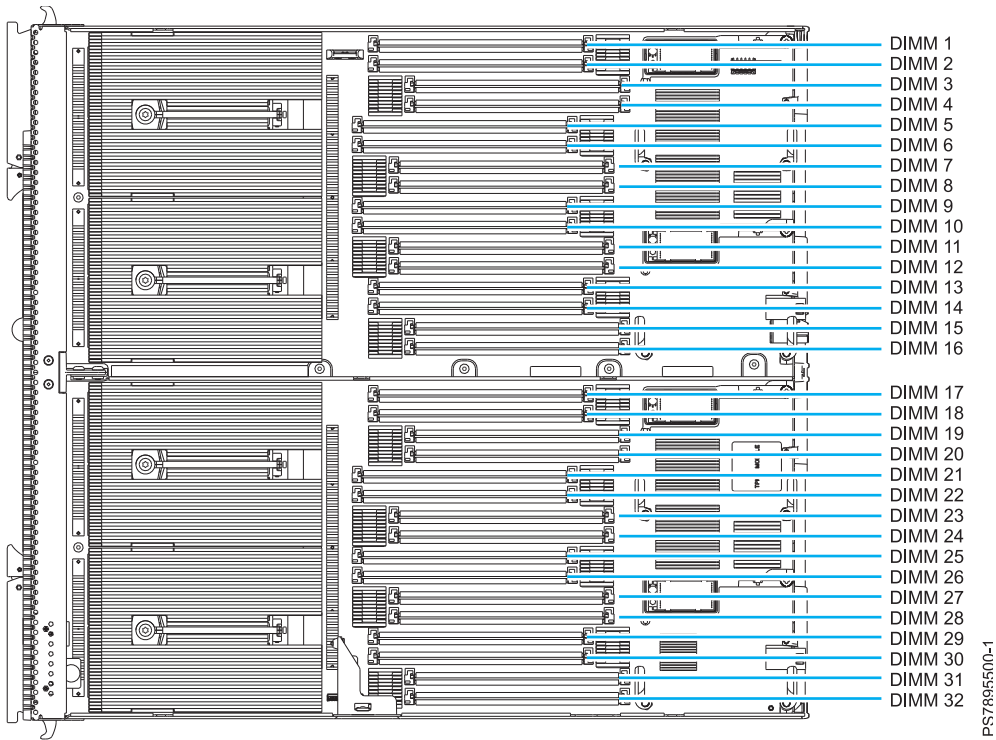 DIMM 1
DIMM 2
DIMM 3
DIMM 4
DIMM 5
DIMM 6
DIMM 7
DIMM 8
DIMM 9
DIMM 10
DIMM 11
DIMM 12
DIMM 13
DIMM 14
DIMM 15
DIMM 16
DIMM 17
DIMM 18
DIMM 19
DIMM 20
DIMM 21
DIMM 22
DIMM 23
DIMM 24
DIMM 25
DIMM 26
DIMM 27
DIMM 28
DIMM 29
DIMM 30
DIMM 31
DIMM 32
PS7895500-1